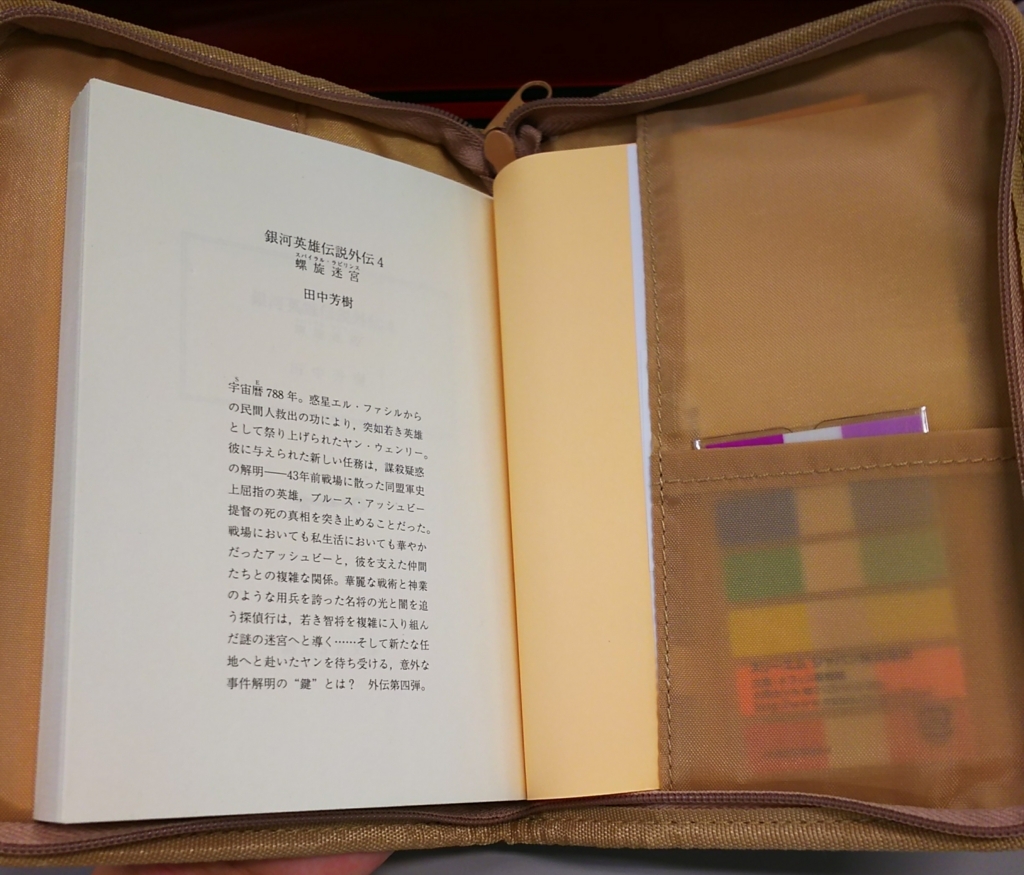 銀河英雄伝説外伝4
スパイラル・ラビリンス
螺旋迷宮
田中芳樹
S E
宇宙暦788年。惑星エル・ファシルから
の民間人救出の功により，突如若き英雄
として祭り上げられたヤン・ウェンリー。
彼に与えられた新しい任務は，謀殺疑惑
の解明――43年前戦場に散った同盟軍史
上屈指の英雄，ブルース・アッシュビー
提督の死の真相を突き止めることだった。
戦場においても私生活においても華やか
だったアッシュビーと，彼を支えた仲間
たちとの複雑な関係。華麗な戦術と神業
のような用兵を誇った名将の光と闇を追
う探偵行は，若き智将を複雑に入り組ん
だ謎の迷宮へと導く……そして新たな任
地へと赴いたヤンを待ち受ける，意外な
事件解明の“鍵”とは？　外伝第四弾。